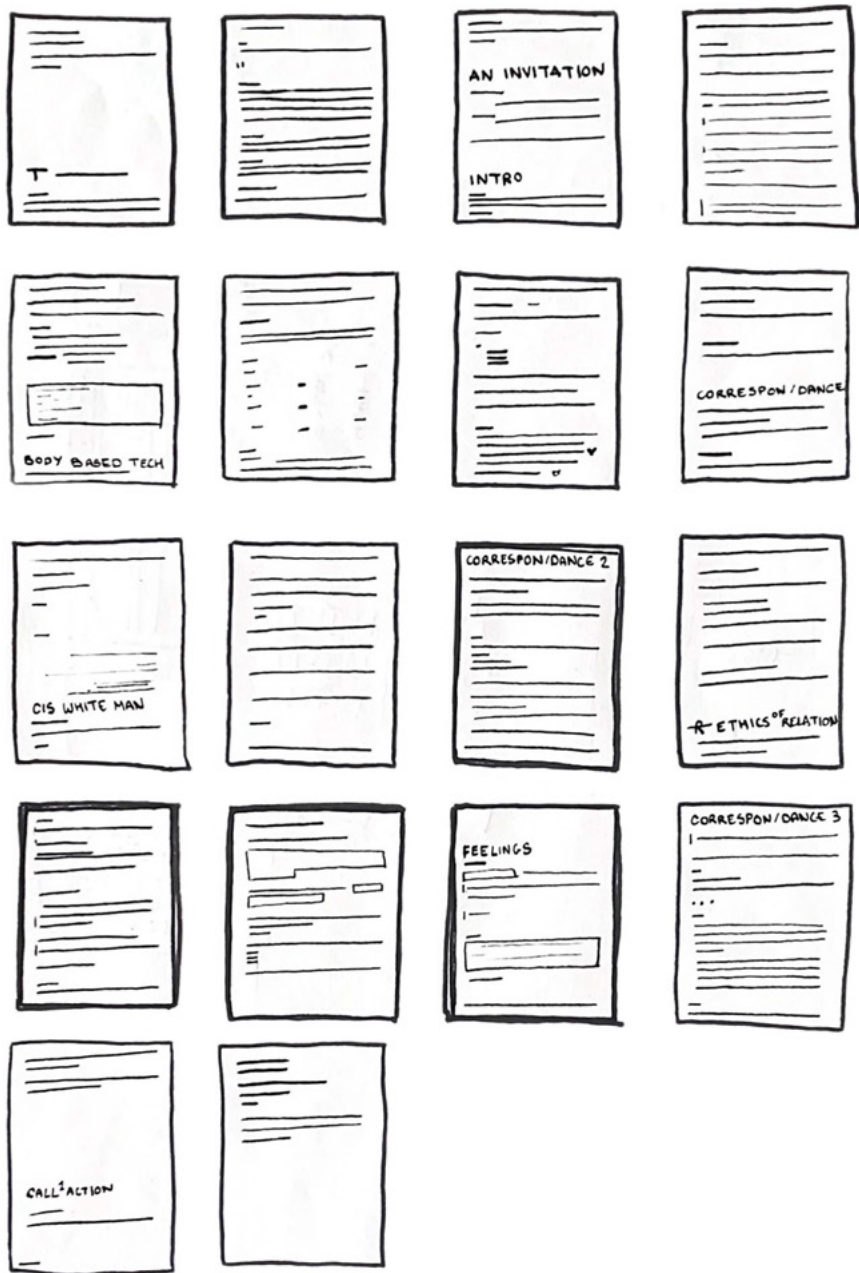 T
AN INVITATION
INTRO
BODY BASED TECH
CORRESPON/DANCE
CIS WHITE MAN
CORRESPON/DANCE 2
R ETHICS OF RELATION
FEELINGS
CORRESPON/DANCE 3
CALL 2 ACTION